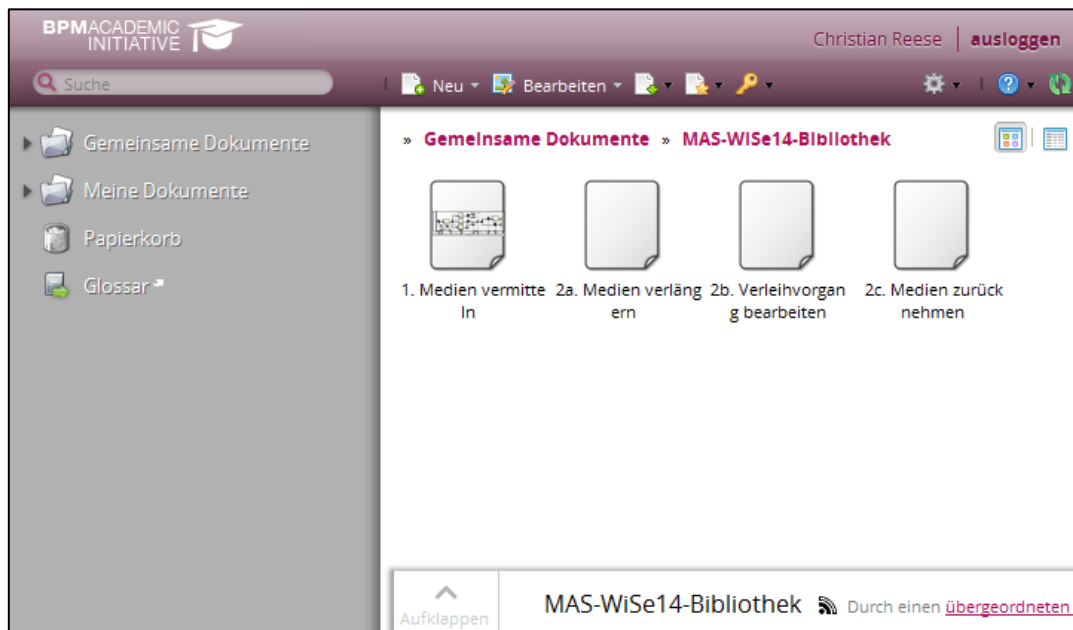 BPMACADEMIC
INITIATIVE
Christian Reese | ausloggen
Suche
Neu
Bearbeiten
Gemeinsame Dokumente
Meine Dokumente
Papierkorb
Glossar
» Gemeinsame Dokumente » MAS-WiSe14-Bibliothek
1. Medien vermitte
ln
2a. Medien verläng
ern
2b. Verleihvorgan
g bearbeiten
2c. Medien zurück
nehmen
Aufklappen
MAS-WiSe14-Bibliothek
Durch einen übergeordneten